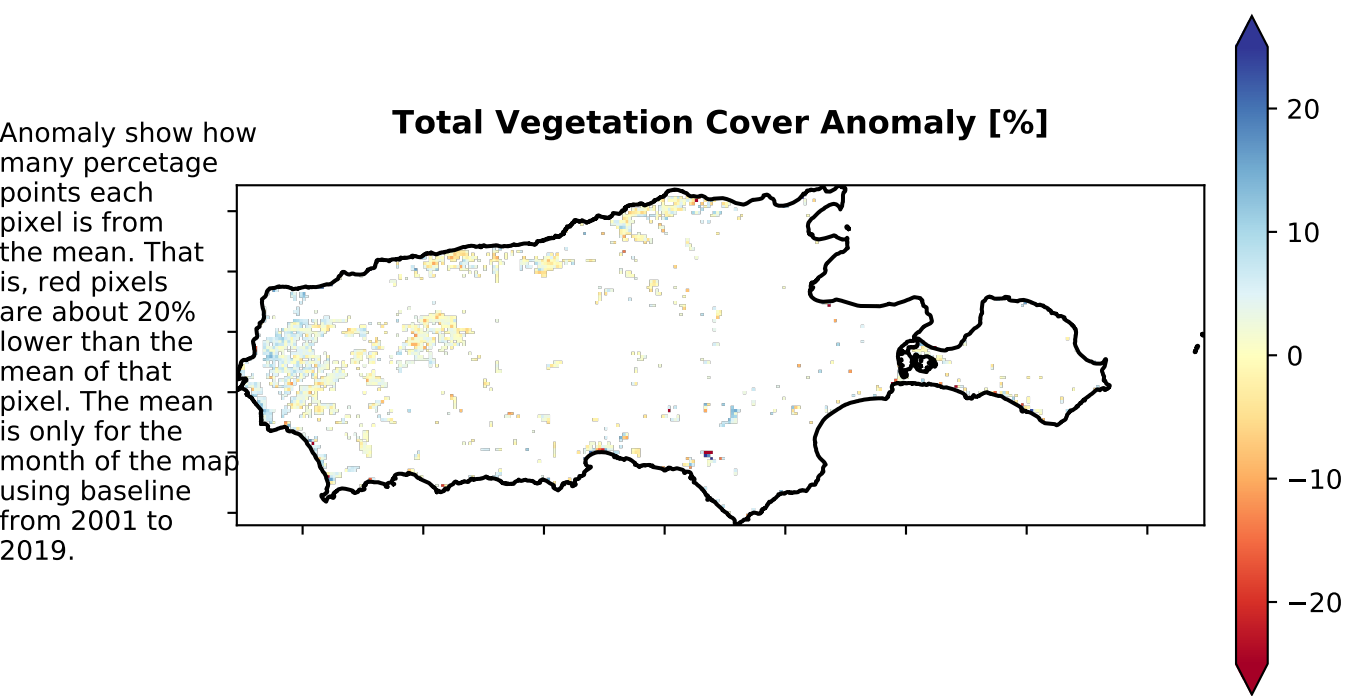 Total Vegetation Cover Anomaly [%]
Anomaly show how
many percetage
points each
pixel is from
the mean. That
is, red pixels
are about 20%
lower than the
mean of that
pixel. The mean
is only for the
month of the map
using baseline
from 2001 to
2019.
20
10
0
−10
−20